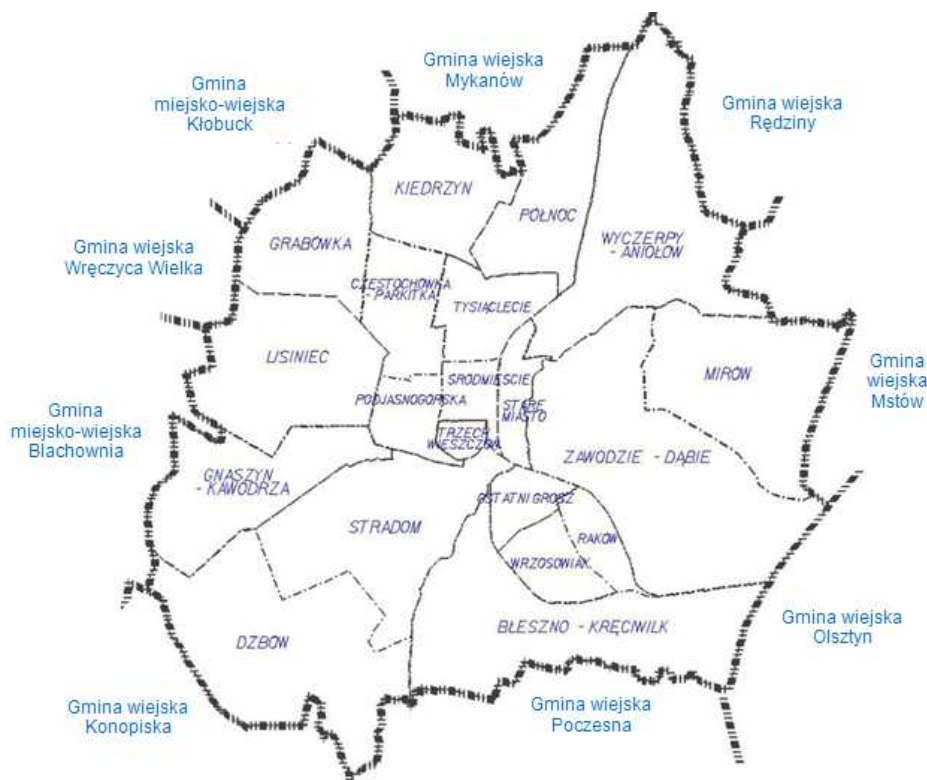 Gmina wiejska
Mykanów
Gmina
miejsko-wiejska
Kłobuck
Gmina wiejska
Rędziny
KIEDRZYN
PÓŁNOC
GRABÓWKA
WYCZERPY
- ANIOŁÓW
Gmina wiejska
Wręczyca Wielka
CZĘSTOCHÓWKA
- PARKITKA
TYSIĄCLECIE
LISINIEC
MIRÓW
Gmina
wiejska
Mstów
ŚRÓDMIEŚCIE
PODJASNOGÓRSKA
STARE
MIASTO
Gmina
miejsko-wiejska
Blachownia
TRZECH
WIESZCZÓW
ZAWODZIE - DĄBIE
GNASZYN
- KAWODRZA
OSTATNI GROSZ
STRADOM
RAKÓW
WRZOSOWIAK
BŁESZNO - KRĘCIWILK
Gmina wiejska
Olsztyn
DŹBÓW
Gmina wiejska
Konopiska
Gmina wiejska
Poczesna